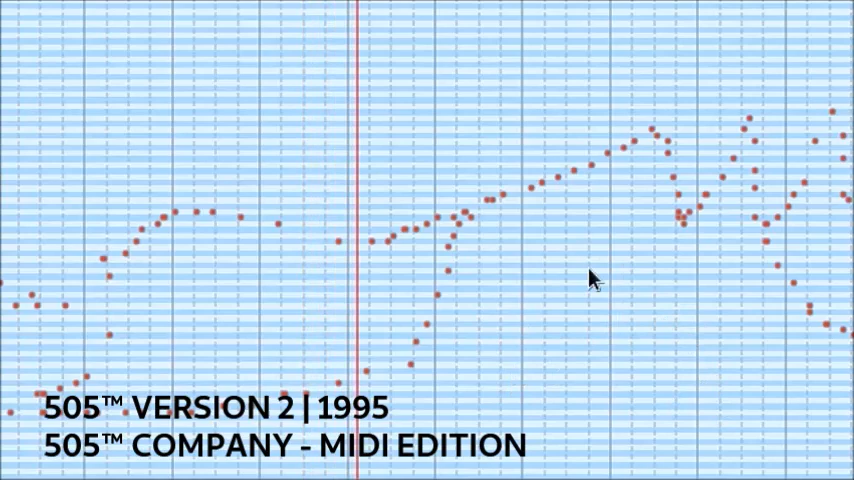 505™ VERSION 2 | 1995
505™ COMPANY - MIDI EDITION